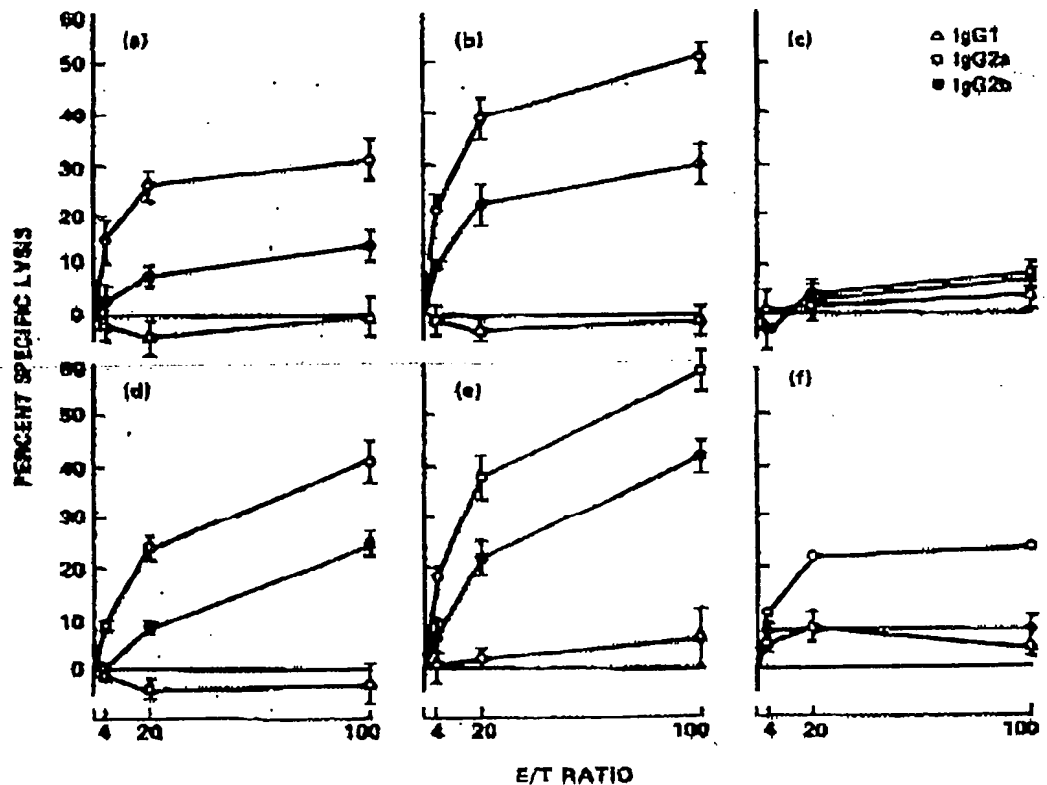 60
50
40
30
20
10
0
(a)
(b)
(c)
△ IgG1
□ IgG2a
■ IgG2b
PERCENT SPECIFIC LYSIS
60
50
40
30
20
10
0
(d)
(e)
(f)
4 20 100
4 20 100
4 20 100
E/T RATIO